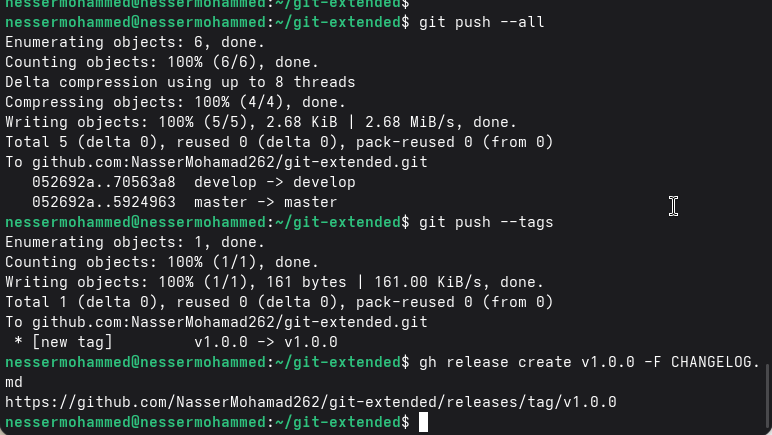 nessermohammed@nessermohammed:~/git-extended$
nessermohammed@nessermohammed:~/git-extended$ git push --all
Enumerating objects: 6, done.
Counting objects: 100% (6/6), done.
Delta compression using up to 8 threads
Compressing objects: 100% (4/4), done.
Writing objects: 100% (5/5), 2.68 KiB | 2.68 MiB/s, done.
Total 5 (delta 0), reused 0 (delta 0), pack-reused 0 (from 0)
To github.com:NasserMohamad262/git-extended.git
   052692a..70563a8  develop -> develop
   052692a..5924963  master -> master
nessermohammed@nessermohammed:~/git-extended$ git push --tags
Enumerating objects: 1, done.
Counting objects: 100% (1/1), done.
Writing objects: 100% (1/1), 161 bytes | 161.00 KiB/s, done.
Total 1 (delta 0), reused 0 (delta 0), pack-reused 0 (from 0)
To github.com:NasserMohamad262/git-extended.git
 * [new tag]         v1.0.0 -> v1.0.0
nessermohammed@nessermohammed:~/git-extended$ gh release create v1.0.0 -F CHANGELOG.
md
https://github.com/NasserMohamad262/git-extended/releases/tag/v1.0.0
nessermohammed@nessermohammed:~/git-extended$